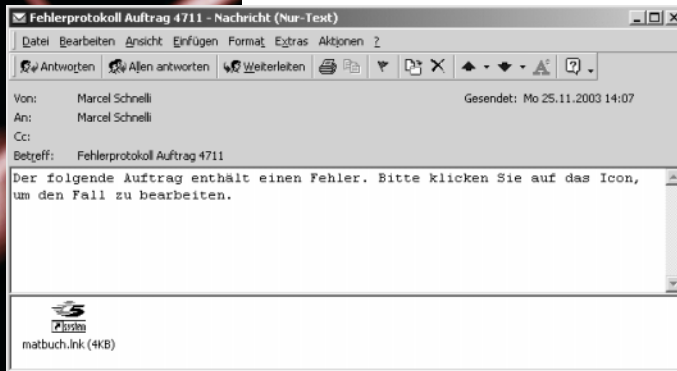 Fehlerprotokoll Auftrag 4711 - Nachricht (Nur-Text)
Datei Bearbeiten Ansicht Einfügen Format Extras Aktionen ?
Antworten Allen antworten Weiterleiten
Von: Marcel Schnelli Gesendet: Mo 25.11.2003 14:07
An: Marcel Schnelli
Cc:
Betreff: Fehlerprotokoll Auftrag 4711
Der folgende Auftrag enthält einen Fehler. Bitte klicken Sie auf das Icon,
um den Fall zu bearbeiten.
5
system
matbuch.lnk (4KB)